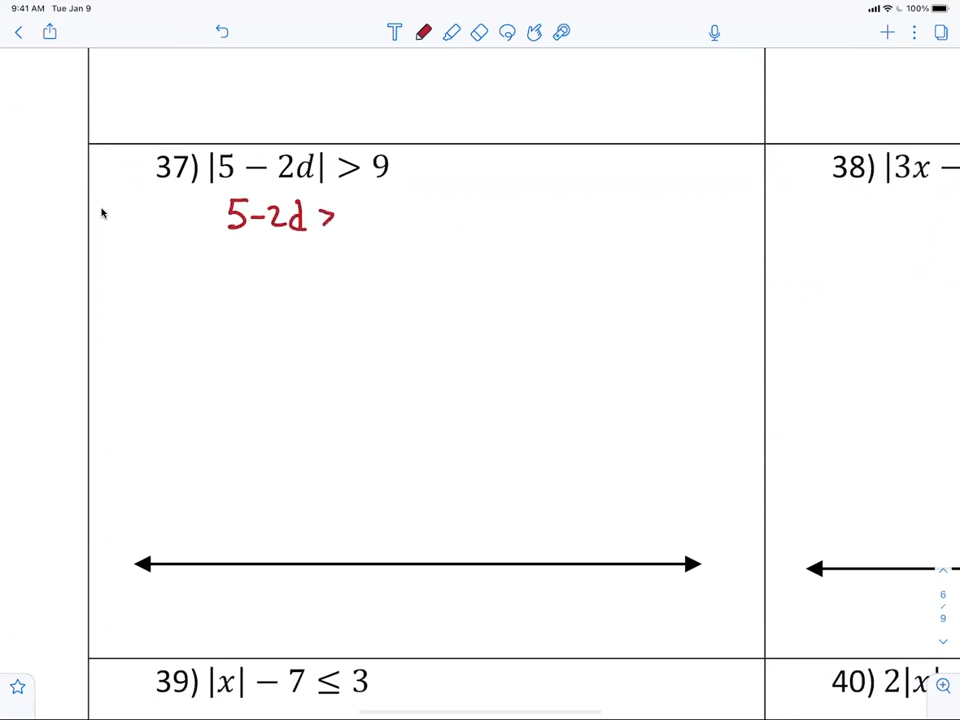 9:41 AM Tue Jan 9
100%
37) |5 − 2d| > 9
38) |3x −
5-2d >
6
/
9
39) |x| − 7 ≤ 3
40) 2|x|